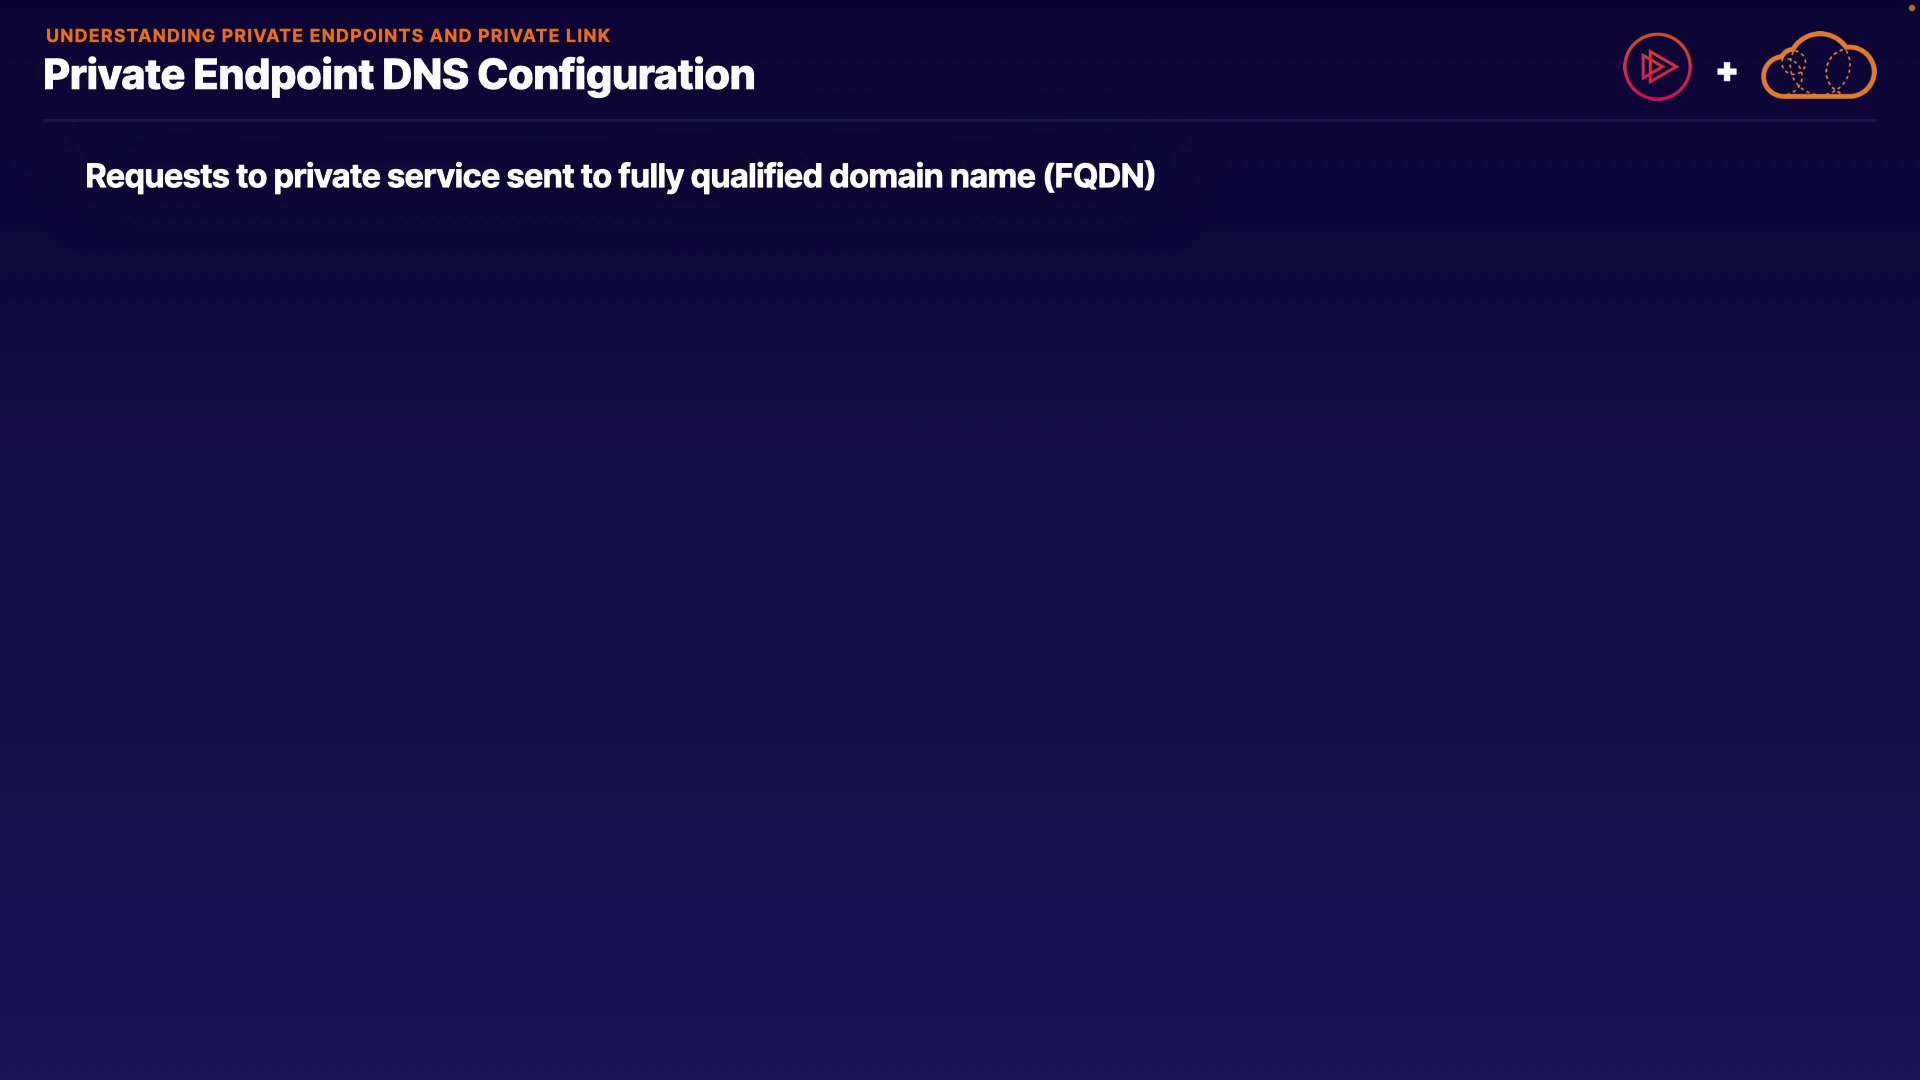 UNDERSTANDING PRIVATE ENDPOINTS AND PRIVATE LINK
Private Endpoint DNS Configuration
+
Requests to private service sent to fully qualified domain name (FQDN)